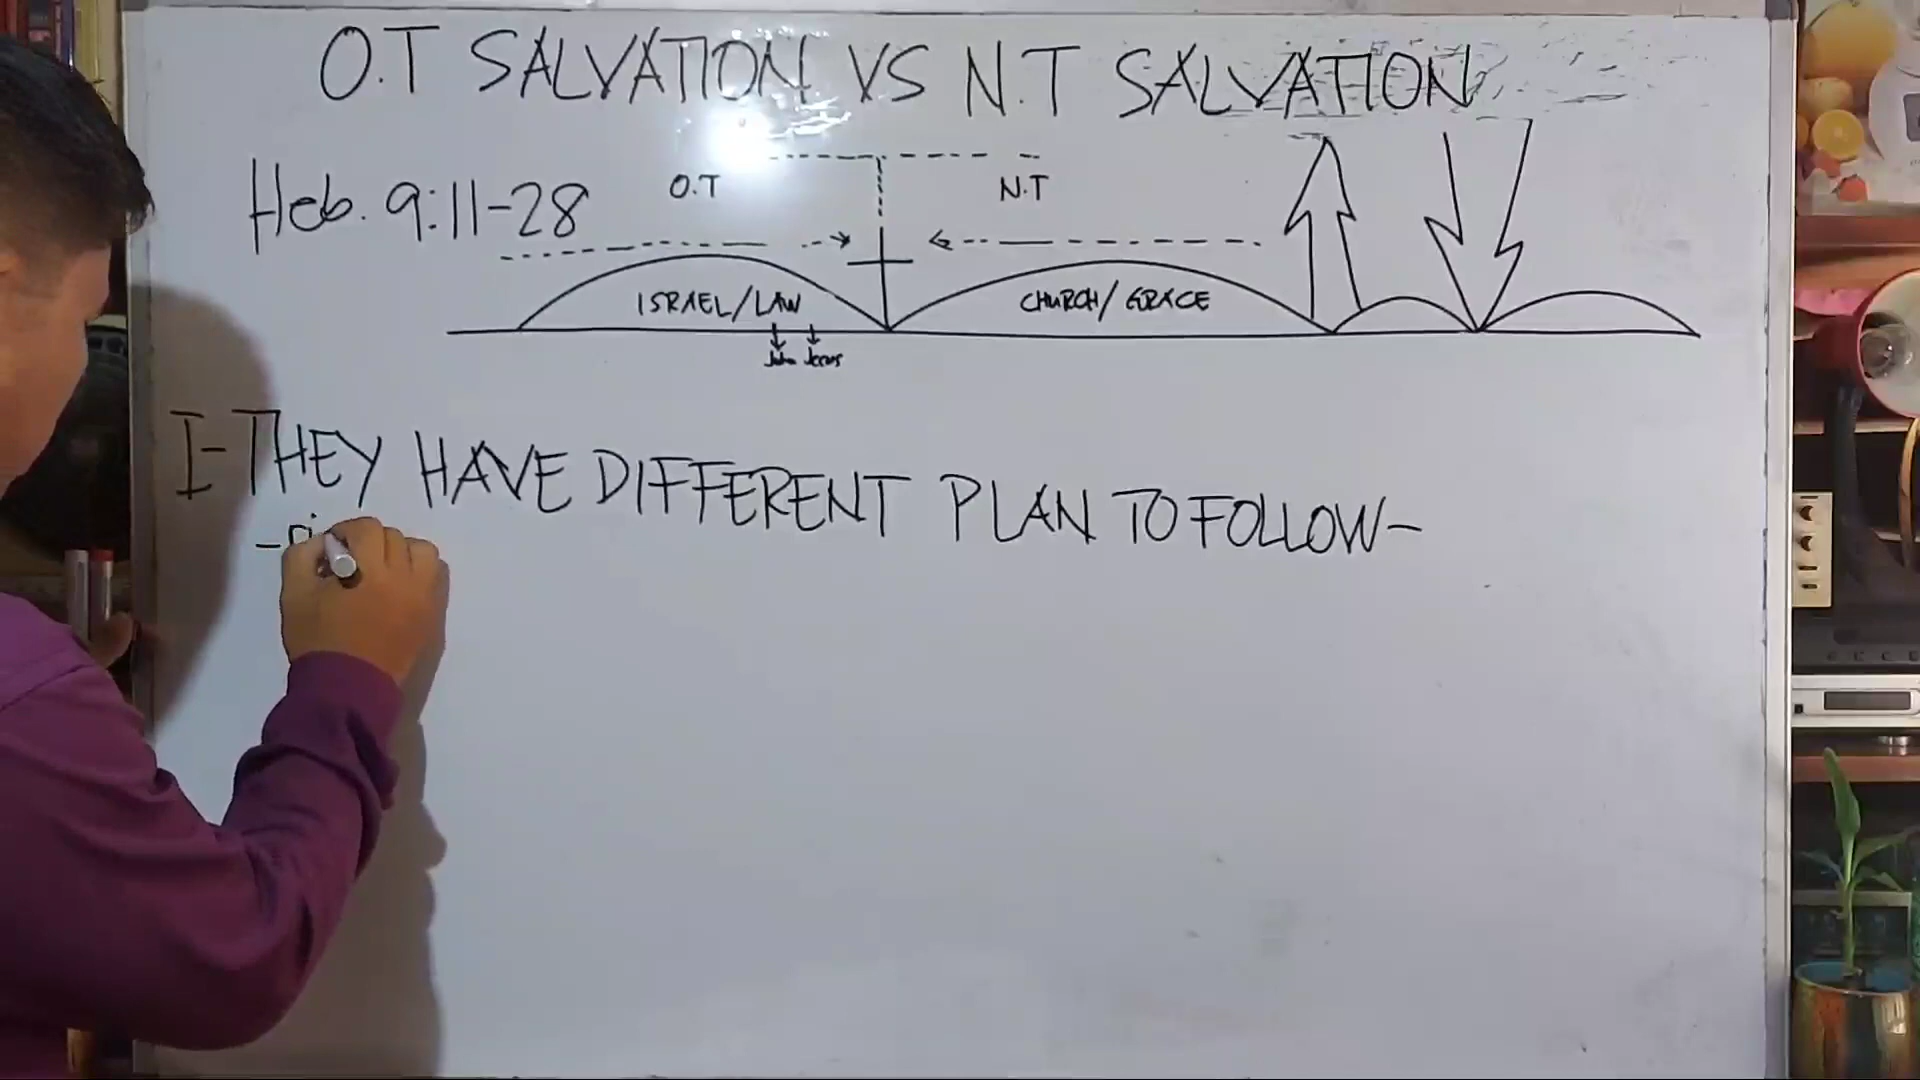 O.T SALVATION VS N.T SALVATION
Heb. 9:11-28
O.T
N.T
ISRAEL/LAW
CHURCH/GRACE
John Jesus
I-THEY HAVE DIFFERENT PLAN TO FOLLOW-